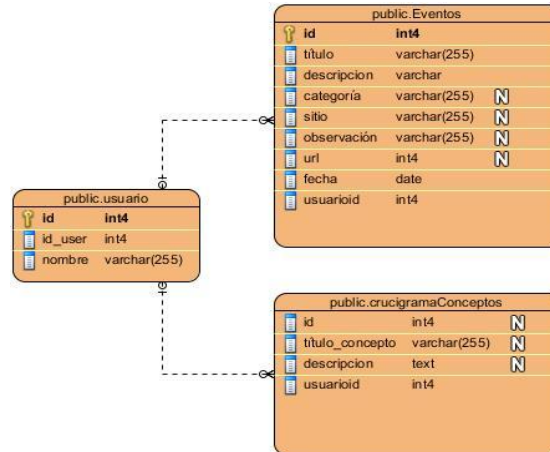 public.Eventos
id int4
título varchar(255)
descripcion varchar
categoría varchar(255) N
sitio varchar(255) N
observación varchar(255) N
url int4 N
fecha date
usuarioid int4
public.usuario
id int4
id_user int4
nombre varchar(255)
public.crucigramaConceptos
id int4 N
título_concepto varchar(255) N
descripcion text N
usuarioid int4